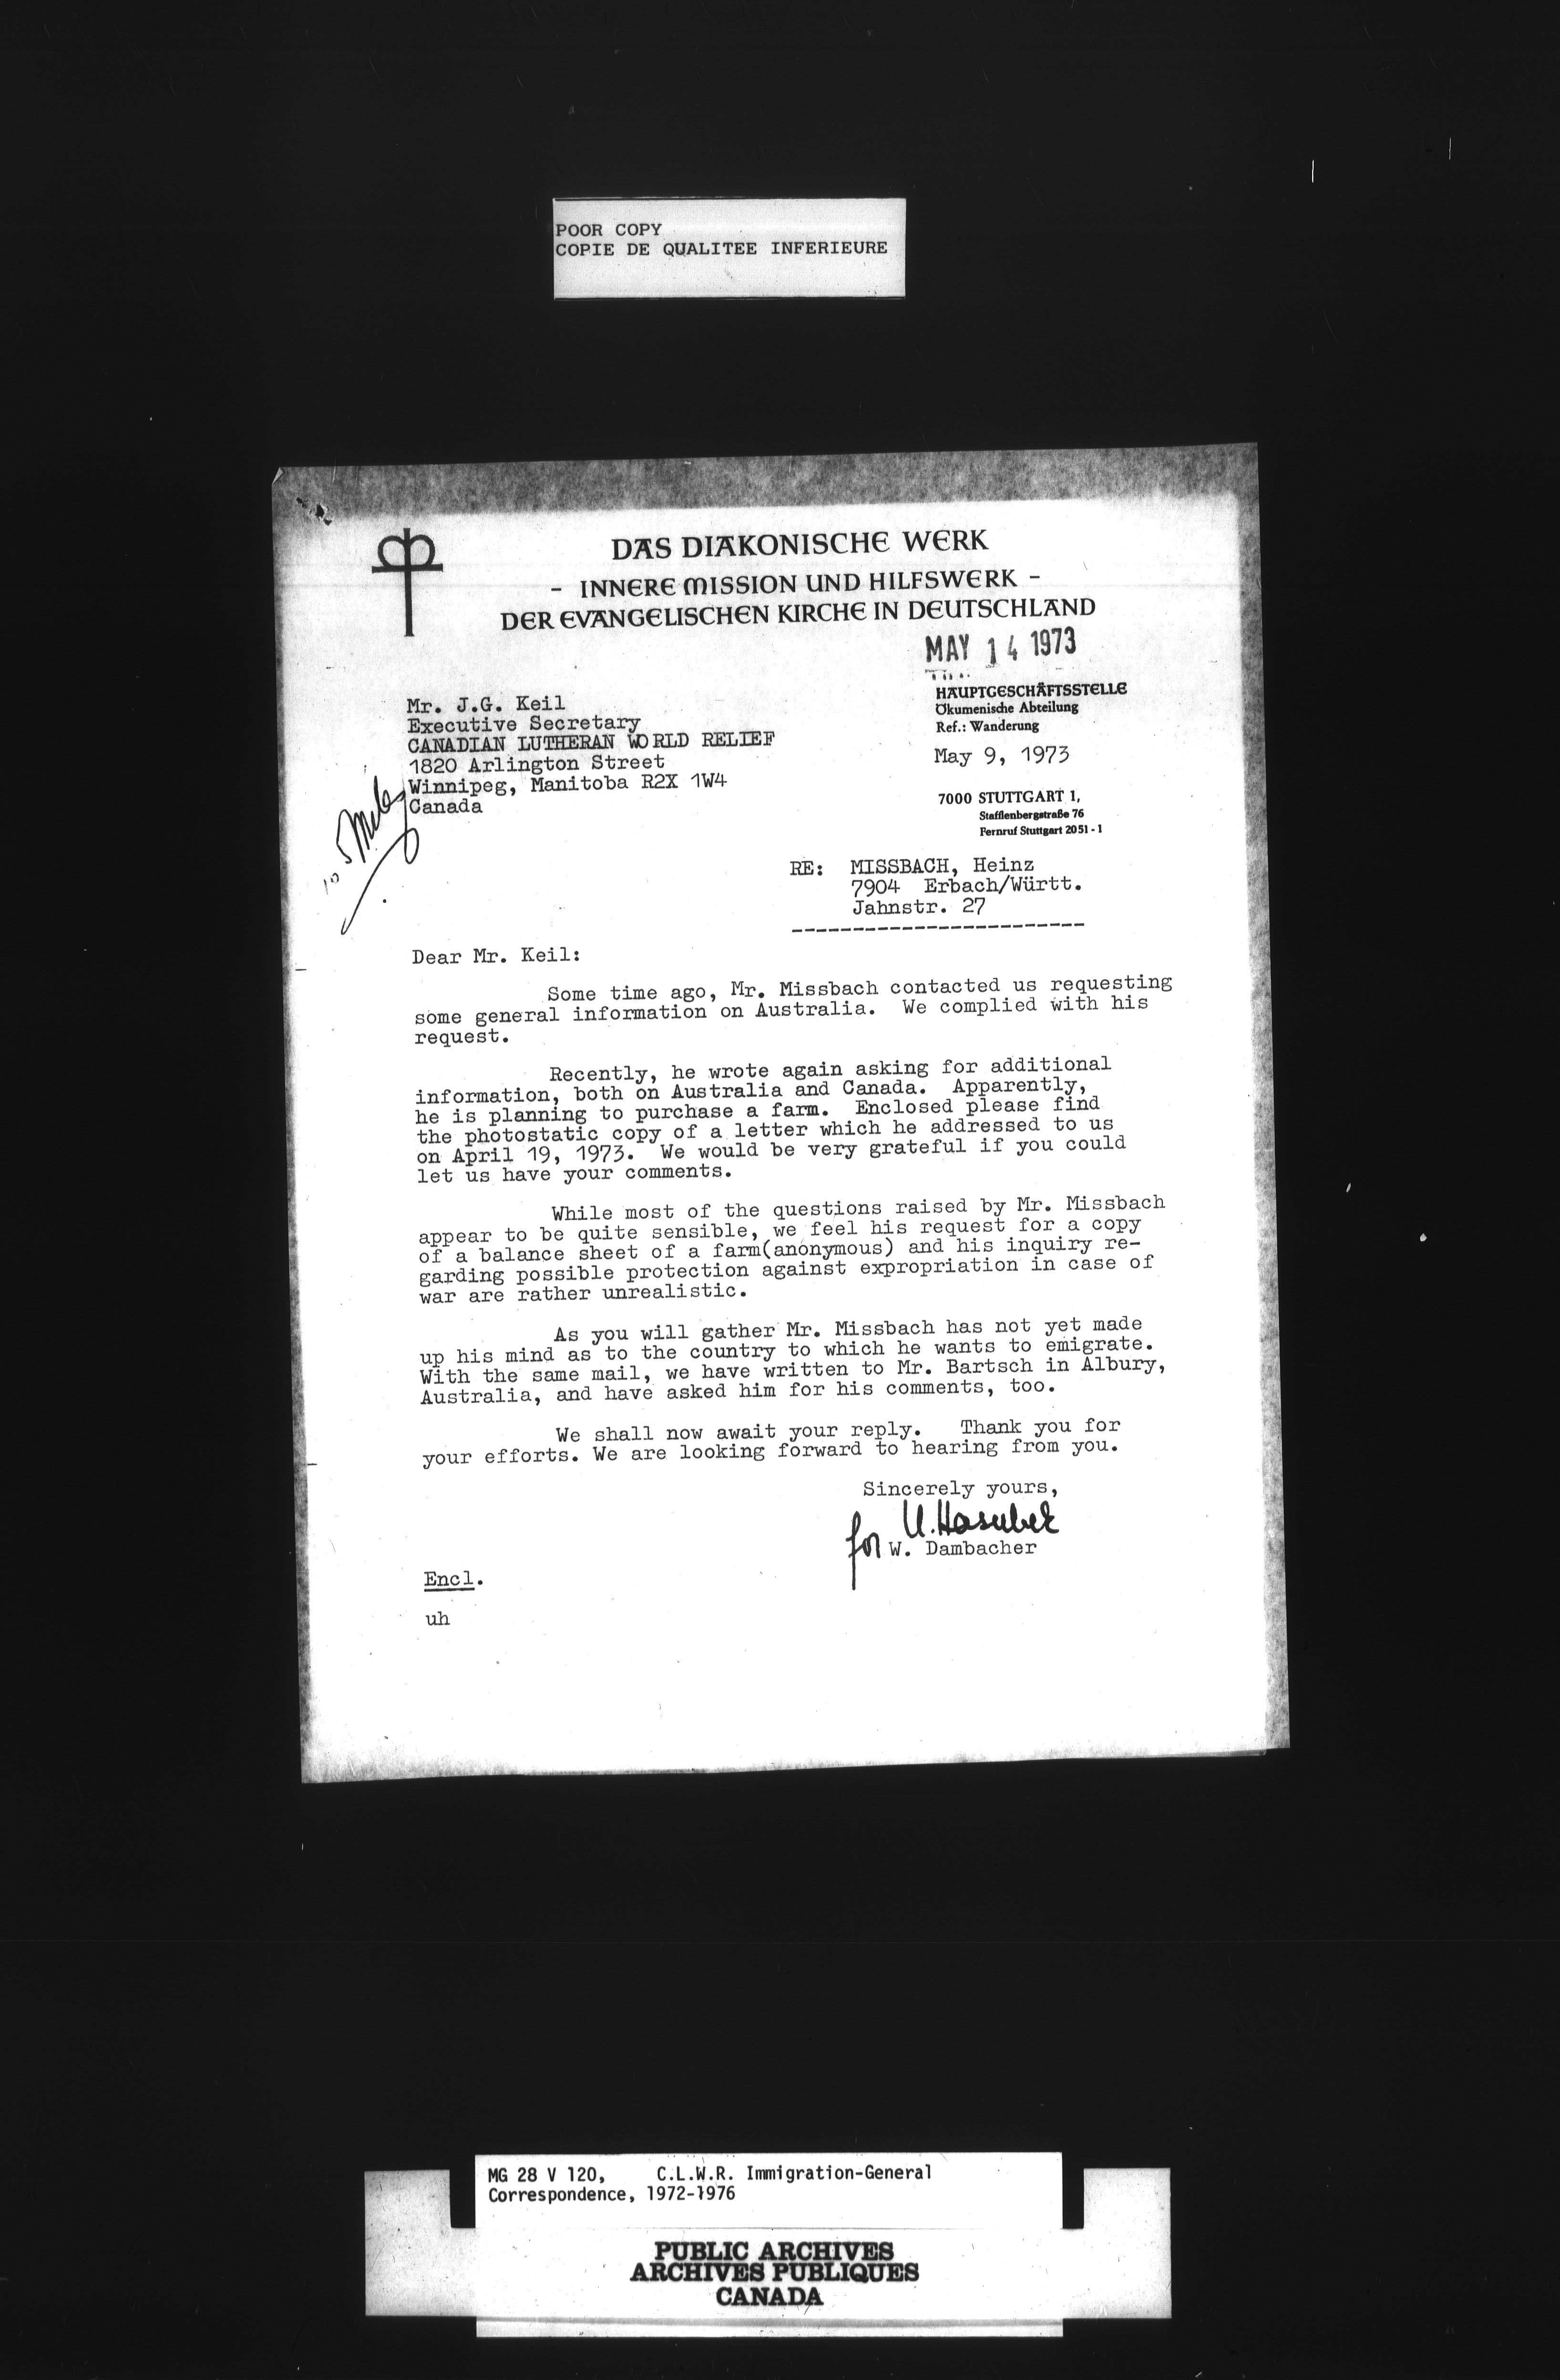 POOR COPY
COPIE DE QUALITEE INFERIEURE
DAS DIAKONISCHE WERK
- INNERE MISSION UND HILFSWERK -
DER EVANGELISCHEN KIRCHE IN DEUTSCHLAND
MAY 14 1973
HAUPTGESCHÄFTSSTELLE
Ökumenische Abteilung
Ref.: Wanderung
May 9, 1973
7000 STUTTGART 1,
Stafflenbergstraße 76
Fernruf Stuttgart 2051-1
Mr. J.G. Keil
Executive Secretary
CANADIAN LUTHERAN WORLD RELIEF
1820 Arlington Street
Winnipeg, Manitoba R2X 1W4
Canada
RE: MISSBACH, Heinz
7904 Erbach/Württ.
Jahnstr. 27
Dear Mr. Keil:
Some time ago, Mr. Missbach contacted us requesting
some general information on Australia. We complied with his
request.
Recently, he wrote again asking for additional
information, both on Australia and Canada. Apparently,
he is planning to purchase a farm. Enclosed please find
the photostatic copy of a letter which he addressed to us
on April 19, 1973. We would be very grateful if you could
let us have your comments.
While most of the questions raised by Mr. Missbach
appear to be quite sensible, we feel his request for a copy
of a balance sheet of a farm(anonymous) and his inquiry re-
garding possible protection against expropriation in case of
war are rather unrealistic.
As you will gather Mr. Missbach has not yet made
up his mind as to the country to which he wants to emigrate.
With the same mail, we have written to Mr. Bartsch in Albury,
Australia, and have asked him for his comments, too.
We shall now await your reply. Thank you for
your efforts. We are looking forward to hearing from you.
Sincerely yours,
for U. Hasubek
W. Dambacher
Encl.
uh
MG 28 V 120, C.L.W.R. Immigration-General
Correspondence, 1972-1976
PUBLIC ARCHIVES
ARCHIVES PUBLIQUES
CANADA